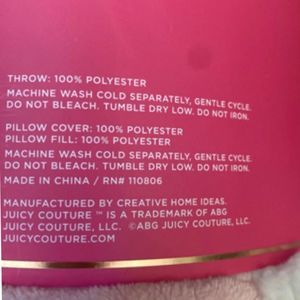 THROW: 100% POLYESTER
MACHINE WASH COLD SEPARATELY, GENTLE CYCLE.
DO NOT BLEACH. TUMBLE DRY LOW. DO NOT IRON.
PILLOW COVER: 100% POLYESTER
PILLOW FILL: 100% POLYESTER
MACHINE WASH COLD SEPARATELY, GENTLE CYCLE.
DO NOT BLEACH. TUMBLE DRY LOW. DO NOT IRON.
MADE IN CHINA / RN# 110806
MANUFACTURED BY CREATIVE HOME IDEAS.
JUICY COUTURE ™ IS A TRADEMARK OF ABG
JUICY COUTURE, LLC. ©ABG JUICY COUTURE, LLC.
JUICYCOUTURE.COM